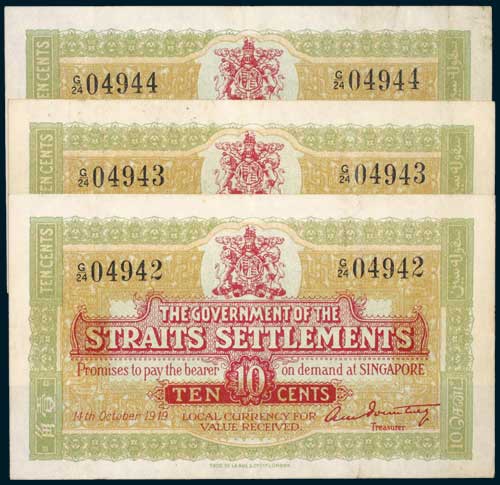 TEN CENTS
G/24 04944 G/24 04944
TEN CENTS
G/24 04943 G/24 04943
TEN CENTS
G/24 04942 G/24 04942
THE GOVERNMENT OF THE
STRAITS SETTLEMENTS
Promises to pay the bearer on demand at SINGAPORE
TEN 10 CENTS
14th October 1919 LOCAL CURRENCY FOR
VALUE RECEIVED.
Treasurer